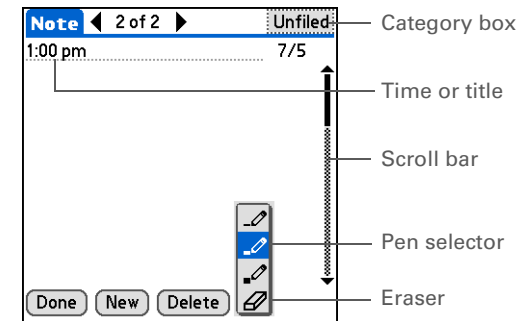 Note 2 of 2 Unfiled
Category box
1:00 pm 7/5
Time or title
Scroll bar
Pen selector
Done New Delete
Eraser